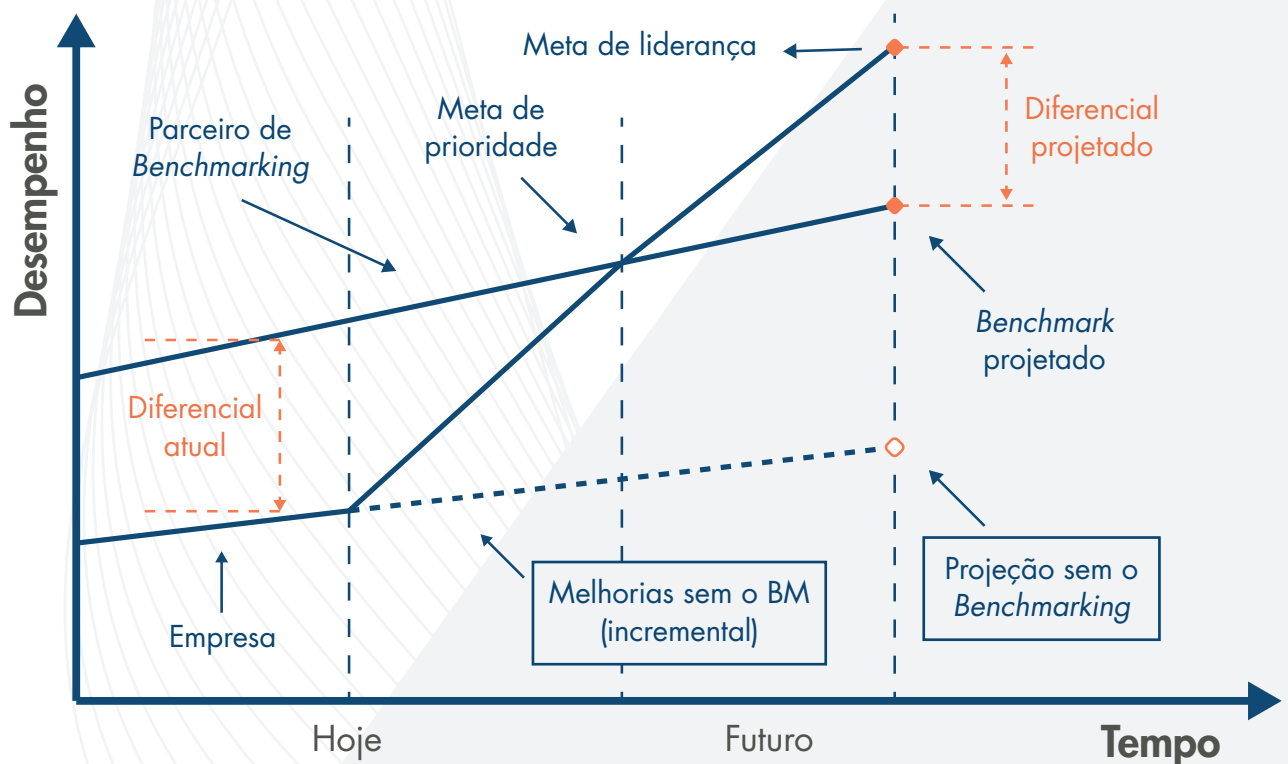 Desempenho
Meta de liderança
Diferencial
projetado
Meta de
prioridade
Parceiro de
Benchmarking
Benchmark
projetado
Diferencial
atual
Melhorias sem o BM
(incremental)
Projeção sem o
Benchmarking
Empresa
Hoje
Futuro
Tempo